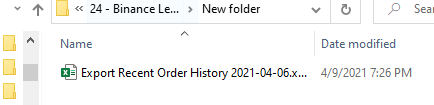 24 - Binance Le... » New folder
Name Date modified
Export Recent Order History 2021-04-06.x... 4/9/2021 7:26 PM